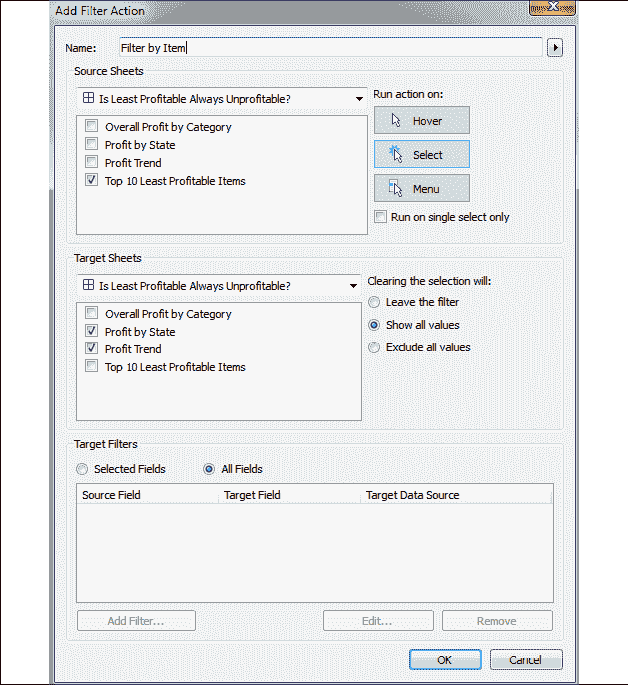 Add Filter Action
Name: Filter by Item
Source Sheets
Is Least Profitable Always Unprofitable?
Overall Profit by Category
Profit by State
Profit Trend
Top 10 Least Profitable Items
Run action on:
Hover
Select
Menu
Run on single select only
Target Sheets
Is Least Profitable Always Unprofitable?
Overall Profit by Category
Profit by State
Profit Trend
Top 10 Least Profitable Items
Clearing the selection will:
Leave the filter
Show all values
Exclude all values
Target Filters
Selected Fields All Fields
Source Field Target Field Target Data Source
Add Filter... Edit... Remove
OK Cancel